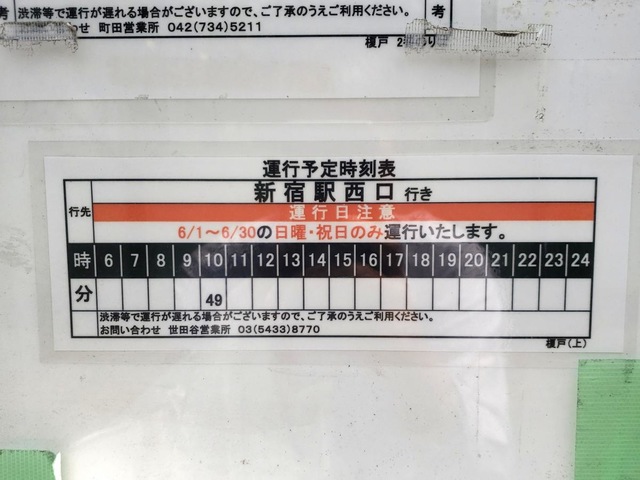 考 渋滞等で運行が遅れる場合がございますので、ご了承のうえご利用ください。 考
わせ 町田営業所 042(734)5211
榎戸 2
運行予定時刻表
行先 新宿駅西口 行き
運行日注意
6/1～6/30の日曜・祝日のみ運行いたします。
時 6 7 8 9 10 11 12 13 14 15 16 17 18 19 20 21 22 23 24
分 49
渋滞等で運行が遅れる場合がございますので、ご了承のうえご利用ください。
お問い合わせ 世田谷営業所 03(5433)8770
榎戸(上)